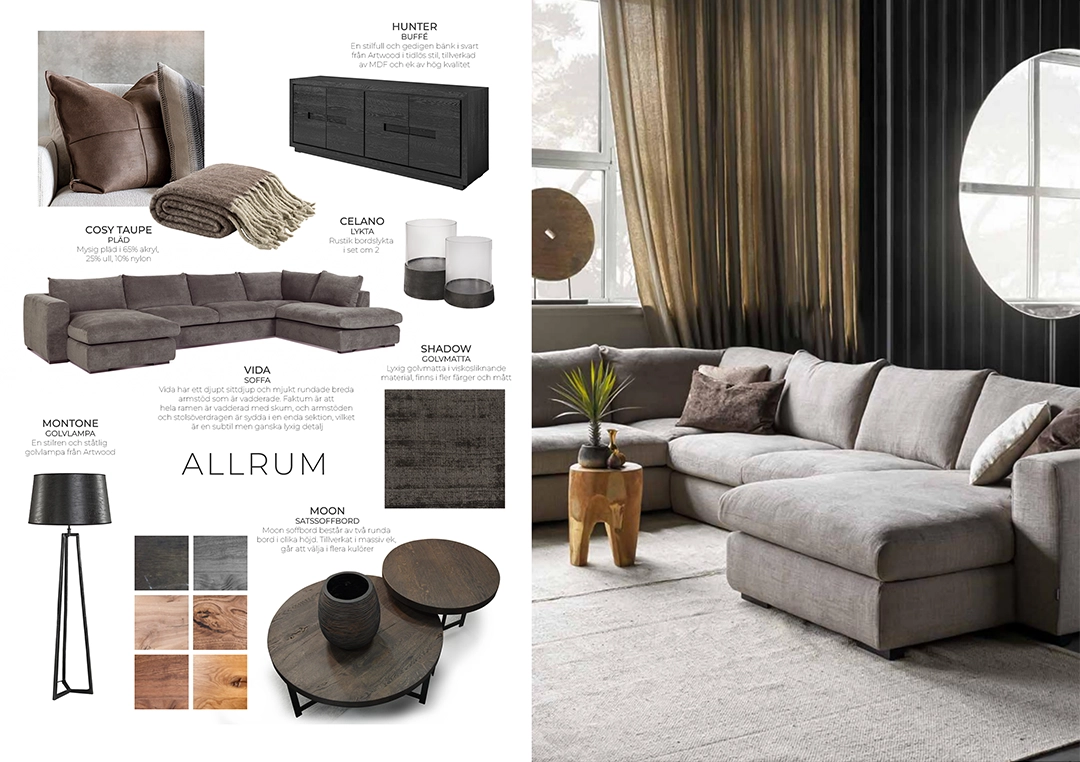 HUNTER
BUFFÉ
En stilfull och gedigen bänk i svart
från Artwood i tidlös stil, tillverkad
av MDF och ek av hög kvalitet
COSY TAUPE
PLÄD
Mysig pläd i 65% akryl,
25% ull, 10% nylon
CELANO
LYKTA
Rustik bordslykta
i set om 2
VIDA
SOFFA
Vida har ett djupt sittdjup och mjukt rundade breda
armstöd som är vadderade. Faktum är att
hela ramen är vadderad med skum, och armstöden
och stolsöverdragen är sydda i en enda sektion, vilket
är en subtil men ganska lyxig detalj
SHADOW
GOLVMATTA
Lyxig golvmatta i viskosliknande
material, finns i fler färger och mått
MONTONE
GOLVLAMPA
En stilren och ståtlig
golvlampa från Artwood
ALLRUM
MOON
SATSSOFFBORD
Moon soffbord består av två runda
bord i olika höjd. Tillverkat i massiv ek,
går att välja i flera kulörer